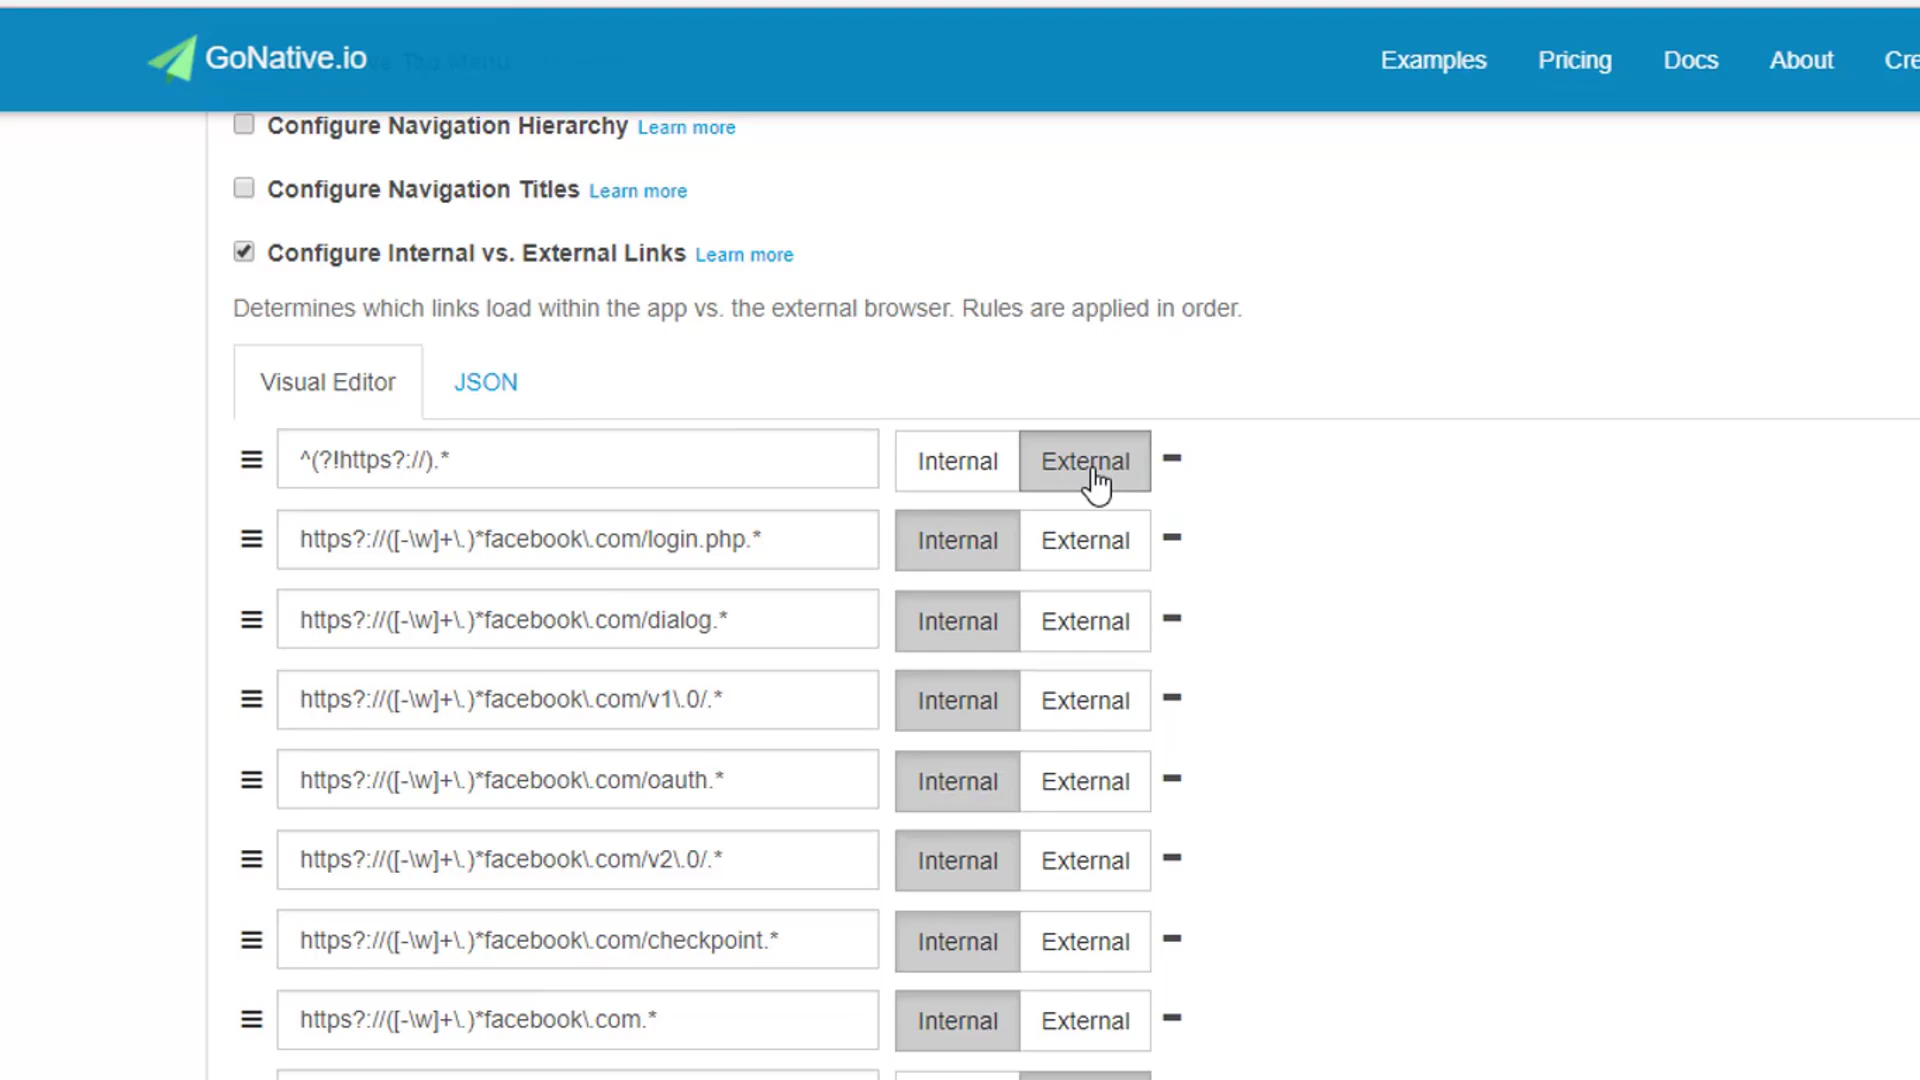 GoNative.io
Examples Pricing Docs About Cre
Configure Navigation Hierarchy Learn more
Configure Navigation Titles Learn more
Configure Internal vs. External Links Learn more
Determines which links load within the app vs. the external browser. Rules are applied in order.
Visual Editor JSON
^(?!https?://).* Internal External
https?://([-\w]+\.)*facebook\.com/login.php.* Internal External
https?://([-\w]+\.)*facebook\.com/dialog.* Internal External
https?://([-\w]+\.)*facebook\.com/v1\.0/.* Internal External
https?://([-\w]+\.)*facebook\.com/oauth.* Internal External
https?://([-\w]+\.)*facebook\.com/v2\.0/.* Internal External
https?://([-\w]+\.)*facebook\.com/checkpoint.* Internal External
https?://([-\w]+\.)*facebook\.com.* Internal External